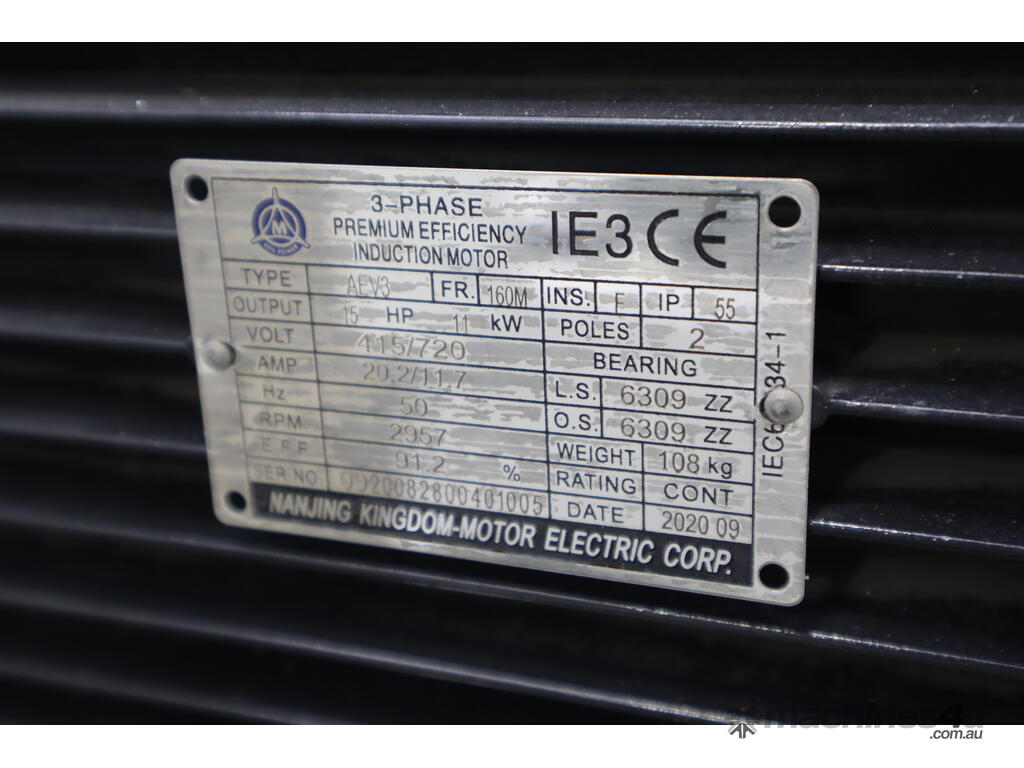 3-PHASE
PREMIUM EFFICIENCY
INDUCTION MOTOR
IE3 CE
M
TYPE AEV3 FR. 160M INS. F IP 55
OUTPUT 15 HP 11 kW POLES 2
VOLT 415/720 BEARING
AMP 20.2/11.7 L.S. 6309 ZZ
Hz 50 O.S. 6309 ZZ
RPM 2957 WEIGHT 108 kg
EFF 91.2 % RATING CONT
SER NO DATE 2020 09
NANJING KINGDOM-MOTOR ELECTRIC CORP.
machines4u
.com.au